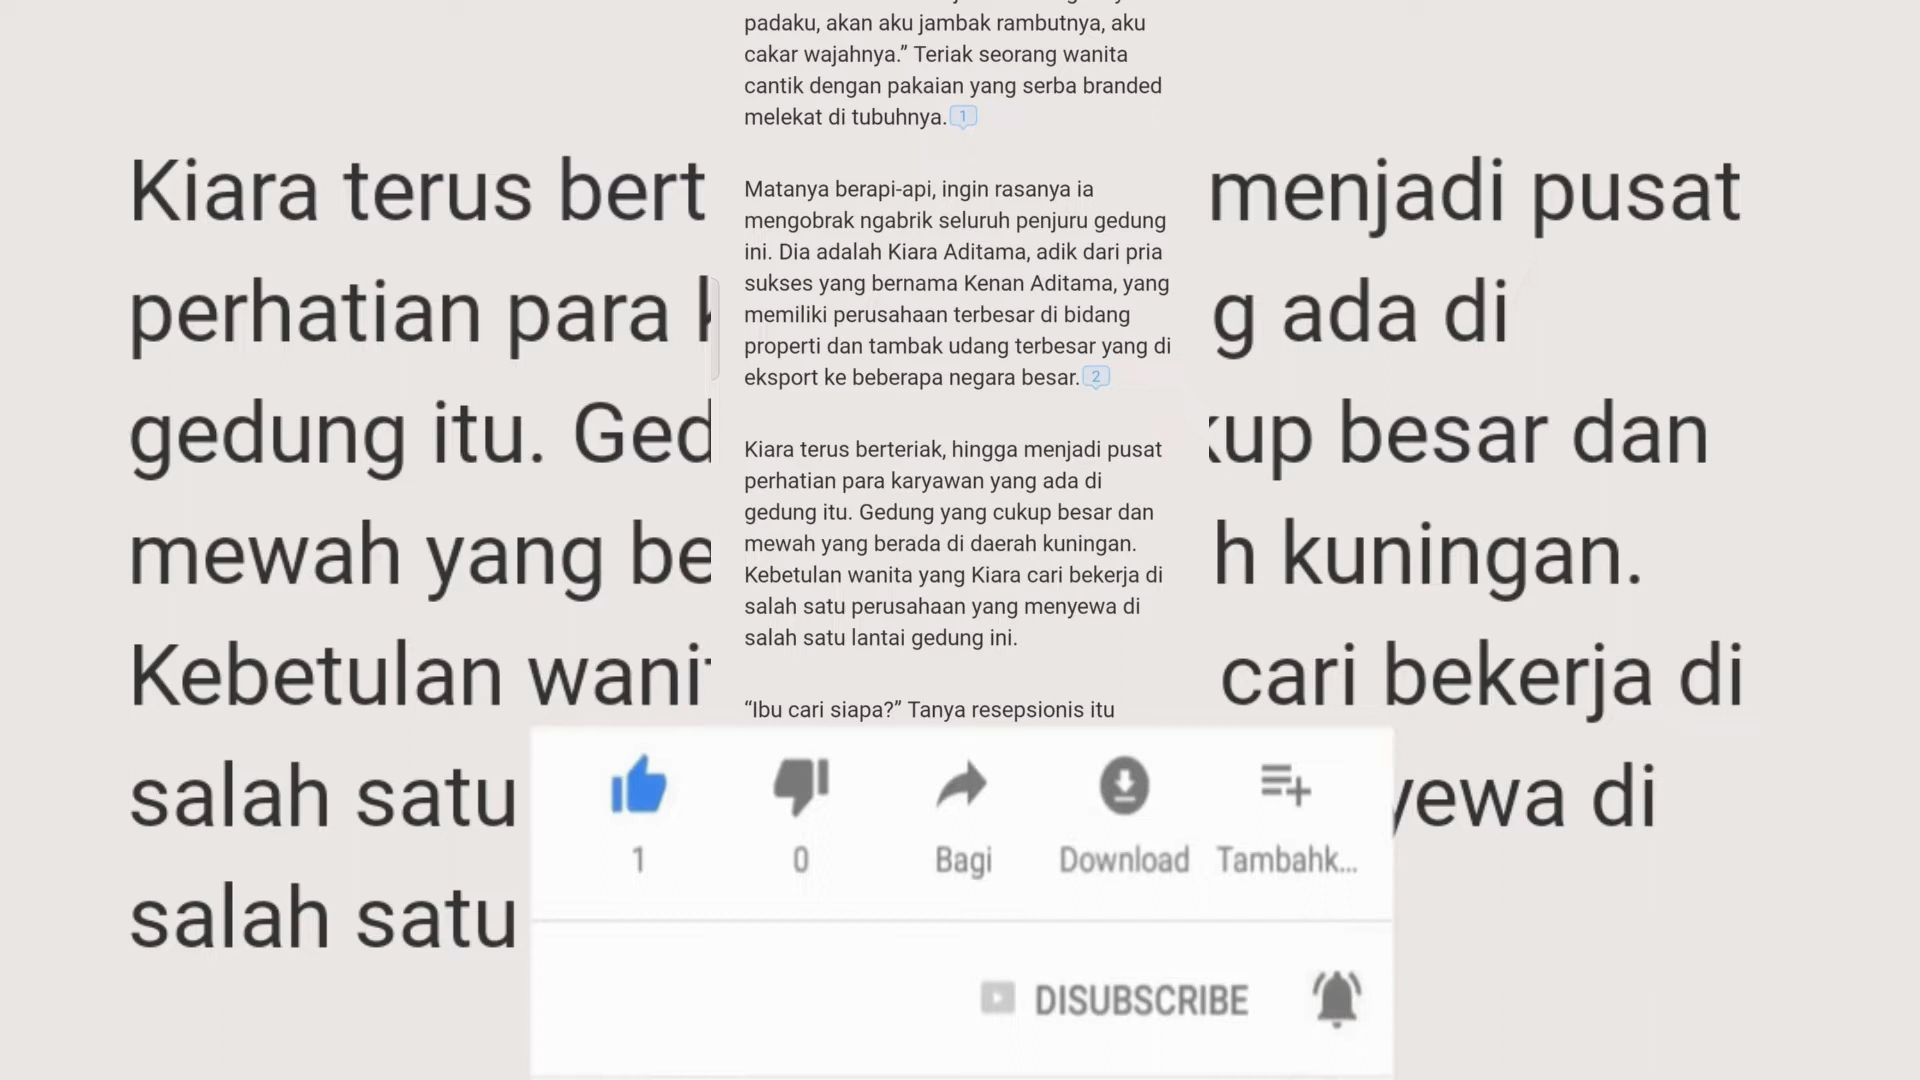 padaku, akan aku jambak rambutnya, aku
cakar wajahnya.” Teriak seorang wanita
cantik dengan pakaian yang serba branded
melekat di tubuhnya. 1
Matanya berapi-api, ingin rasanya ia
mengobrak ngabrik seluruh penjuru gedung
ini. Dia adalah Kiara Aditama, adik dari pria
sukses yang bernama Kenan Aditama, yang
memiliki perusahaan terbesar di bidang
properti dan tambak udang terbesar yang di
eksport ke beberapa negara besar. 2
Kiara terus berteriak, hingga menjadi pusat
perhatian para karyawan yang ada di
gedung itu. Gedung yang cukup besar dan
mewah yang berada di daerah kuningan.
Kebetulan wanita yang Kiara cari bekerja di
salah satu perusahaan yang menyewa di
salah satu lantai gedung ini.
“Ibu cari siapa?” Tanya resepsionis itu
Kiara terus bert menjadi pusat
perhatian para g ada di
gedung itu. Ged kup besar dan
mewah yang be h kuningan.
Kebetulan wani cari bekerja di
salah satu yewa di
salah satu
1 0 Bagi Download Tambahk...
DISUBSCRIBE